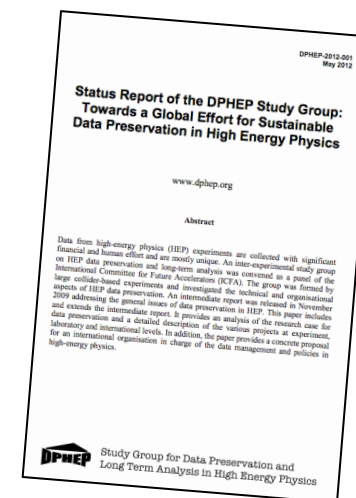 DPHEP-2012-001
May 2012
Status Report of the DPHEP Study Group:
Towards a Global Effort for Sustainable
Data Preservation in High Energy Physics
www.dphep.org
Abstract
Data from high-energy physics (HEP) experiments are collected with significant
financial and human effort and are mostly unique. An inter-experimental study group
on HEP data preservation and long-term analysis was convened as a panel of the
International Committee for Future Accelerators (ICFA). The group was formed by
large collider-based experiments and investigated the technical and organisational
aspects of HEP data preservation. An intermediate report was released in November
2009 addressing the general issues of data preservation in HEP. This paper includes
and extends the intermediate report. It provides an analysis of the research case for
data preservation and a detailed description of the various projects at experiment,
laboratory and international levels. In addition, the paper provides a concrete proposal
for an international organisation in charge of the data management and policies in
high-energy physics.
DPHEP
Study Group for Data Preservation and
Long Term Analysis in High Energy Physics